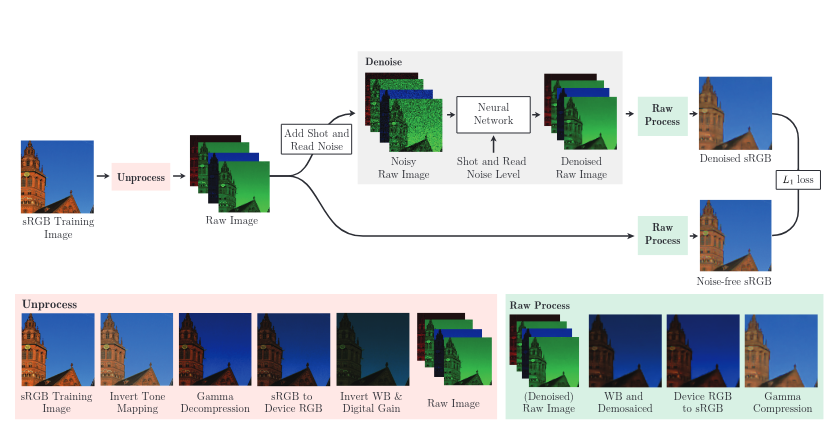 Denoise
Neural
Network
Raw
Process
Add Shot and
Read Noise
Unprocess
Noisy
Raw Image
Shot and Read
Noise Level
Denoised
Raw Image
Denoised sRGB
L1 loss
sRGB Training
Image
Raw Image
Raw
Process
Noise-free sRGB
Unprocess
sRGB Training
Image
Invert Tone
Mapping
Gamma
Decompression
sRGB to
Device RGB
Invert WB &
Digital Gain
Raw Image
Raw Process
(Denoised)
Raw Image
WB and
Demosaiced
Device RGB
to sRGB
Gamma
Compression